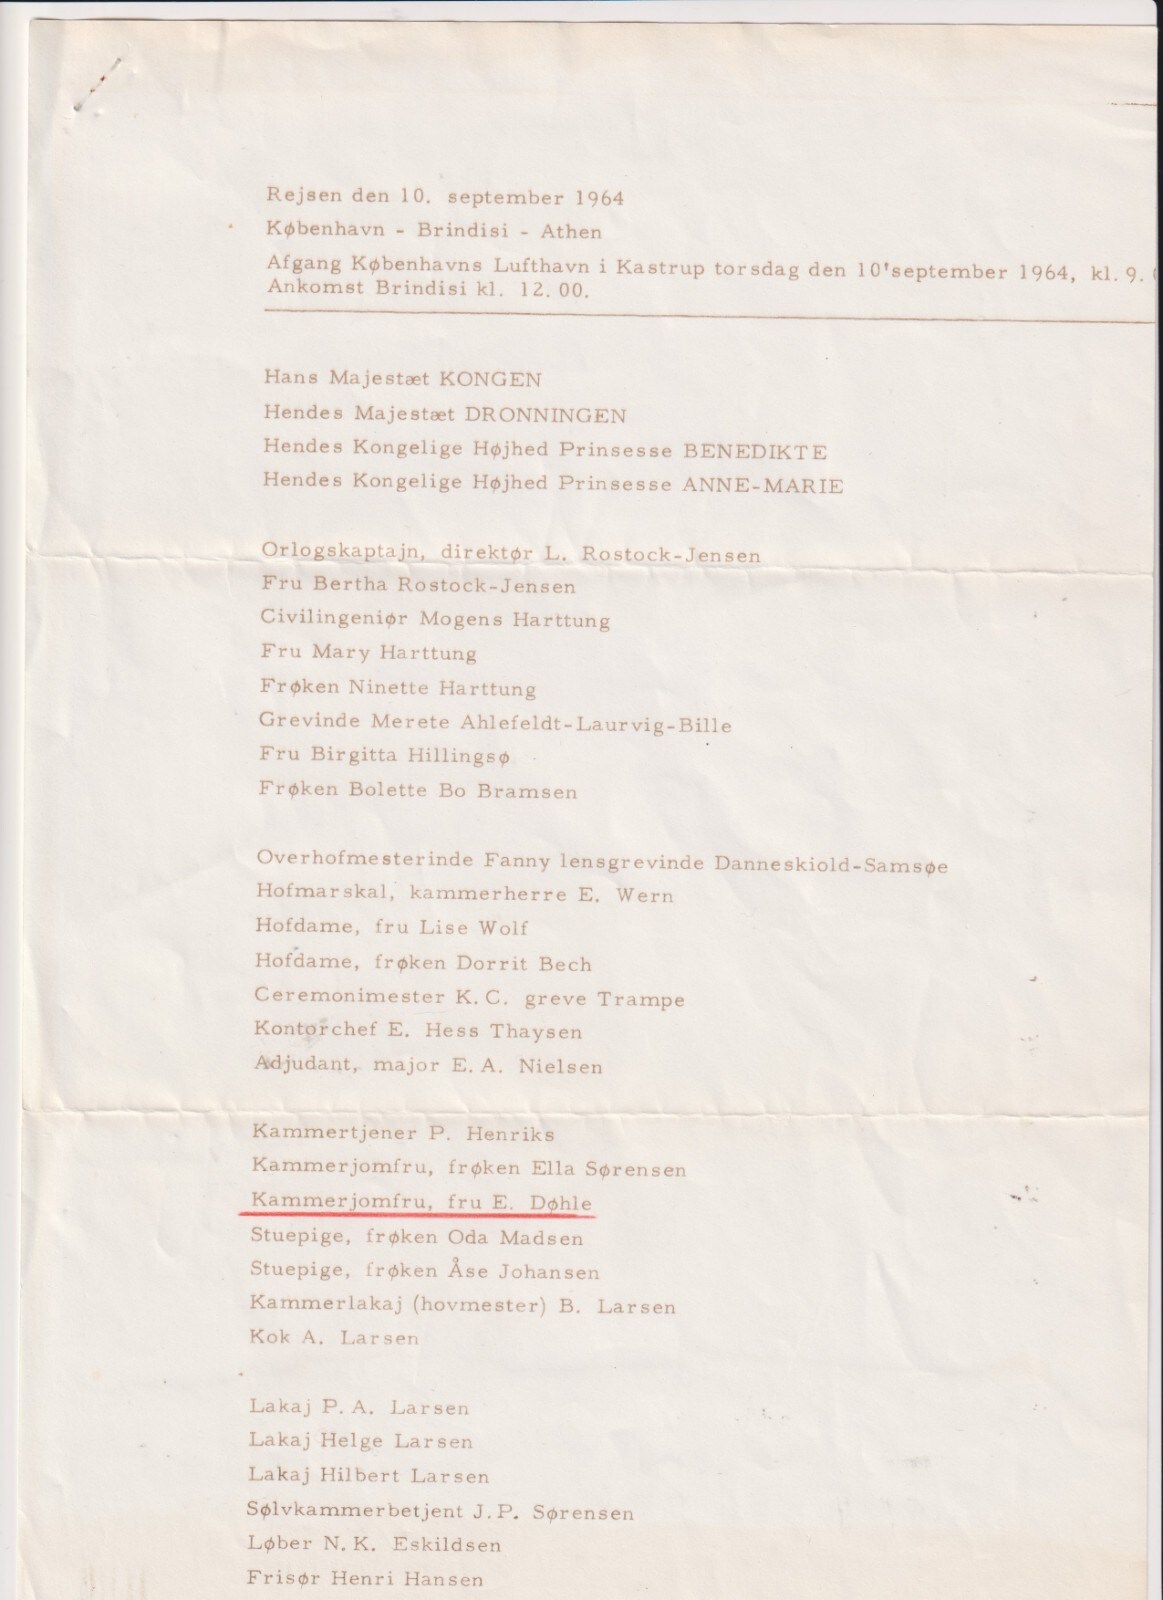 Rejsen den 10. september 1964
København - Brindisi - Athen
Afgang Københavns Lufthavn i Kastrup torsdag den 10'september 1964, kl. 9.
Ankomst Brindisi kl. 12.00.
Hans Majestæt KONGEN
Hendes Majestæt DRONNINGEN
Hendes Kongelige Højhed Prinsesse BENEDIKTE
Hendes Kongelige Højhed Prinsesse ANNE-MARIE
Orlogskaptajn, direktør L. Rostock-Jensen
Fru Bertha Rostock-Jensen
Civilingeniør Mogens Harttung
Fru Mary Harttung
Frøken Ninette Harttung
Grevinde Merete Ahlefeldt-Laurvig-Bille
Fru Birgitta Hillingsø
Frøken Bolette Bo Bramsen
Overhofmesterinde Fanny lensgrevinde Danneskiold-Samsøe
Hofmarskal, kammerherre E. Wern
Hofdame, fru Lise Wolf
Hofdame, frøken Dorrit Bech
Ceremonimester K.C. greve Trampe
Kontorchef E. Hess Thaysen
Adjudant, major E.A. Nielsen
Kammertjener P. Henriks
Kammerjomfru, frøken Ella Sørensen
Kammerjomfru, fru E. Døhle
Stuepige, frøken Oda Madsen
Stuepige, frøken Åse Johansen
Kammerlakaj (hovmester) B. Larsen
Kok A. Larsen
Lakaj P.A. Larsen
Lakaj Helge Larsen
Lakaj Hilbert Larsen
Sølvkammerbetjent J.P. Sørensen
Løber N.K. Eskildsen
Frisør Henri Hansen